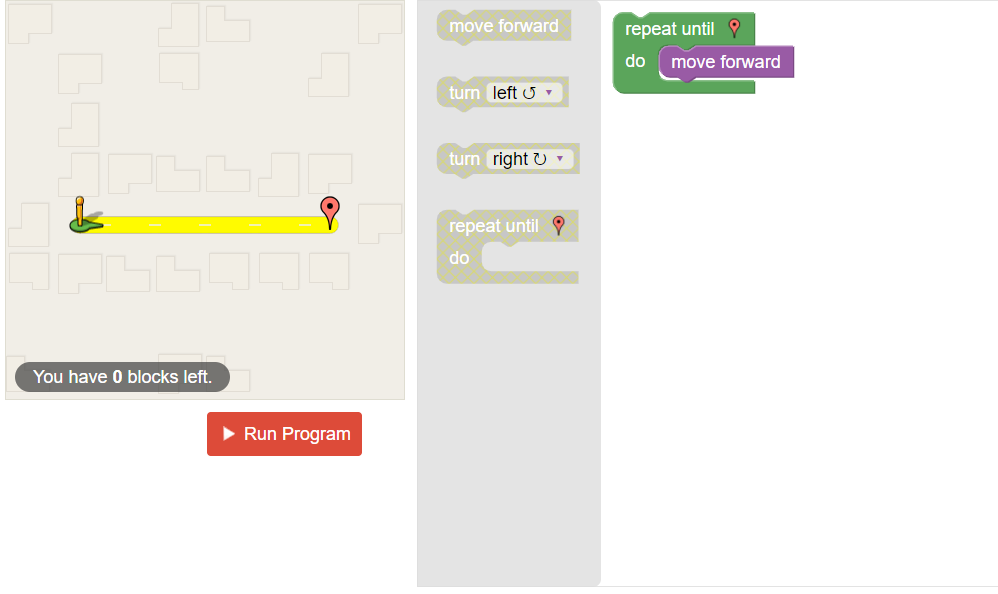 You have 0 blocks left.
Run Program
move forward
turn left ↺ ▾
turn right ↻ ▾
repeat until
do
repeat until
do move forward